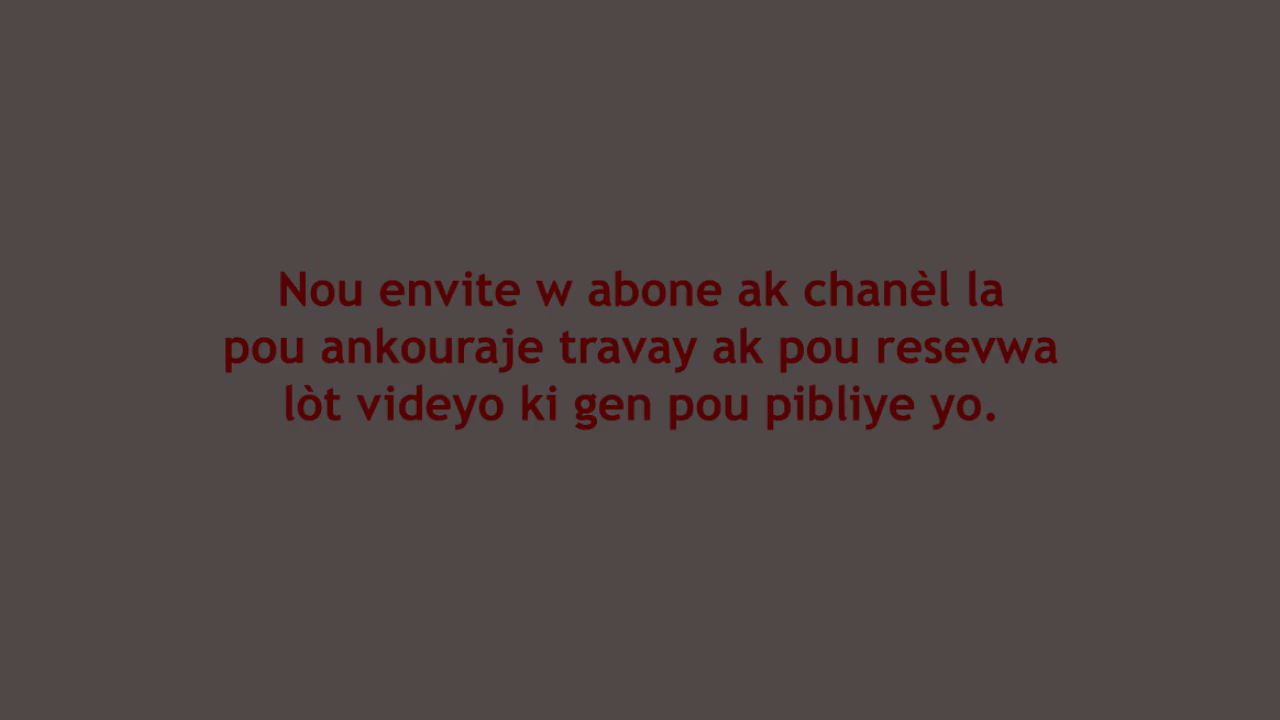 Nou envite w abone ak chanèl la
pou ankouraje travay ak pou resevwa
lòt videyo ki gen pou pibliye yo.